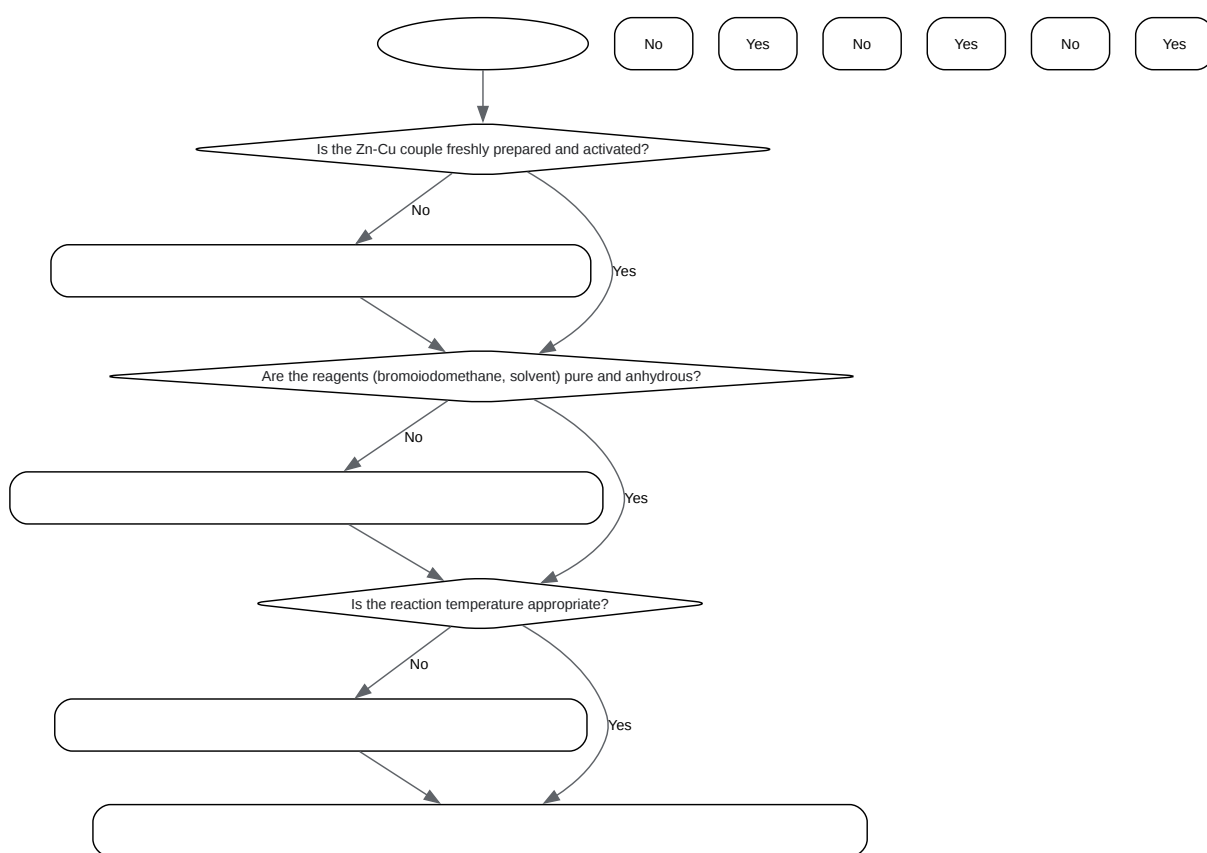 No
Yes
No
Yes
No
Yes
Is the Zn-Cu couple freshly prepared and activated?
No
Yes
Are the reagents (bromoiodomethane, solvent) pure and anhydrous?
No
Yes
Is the reaction temperature appropriate?
No
Yes